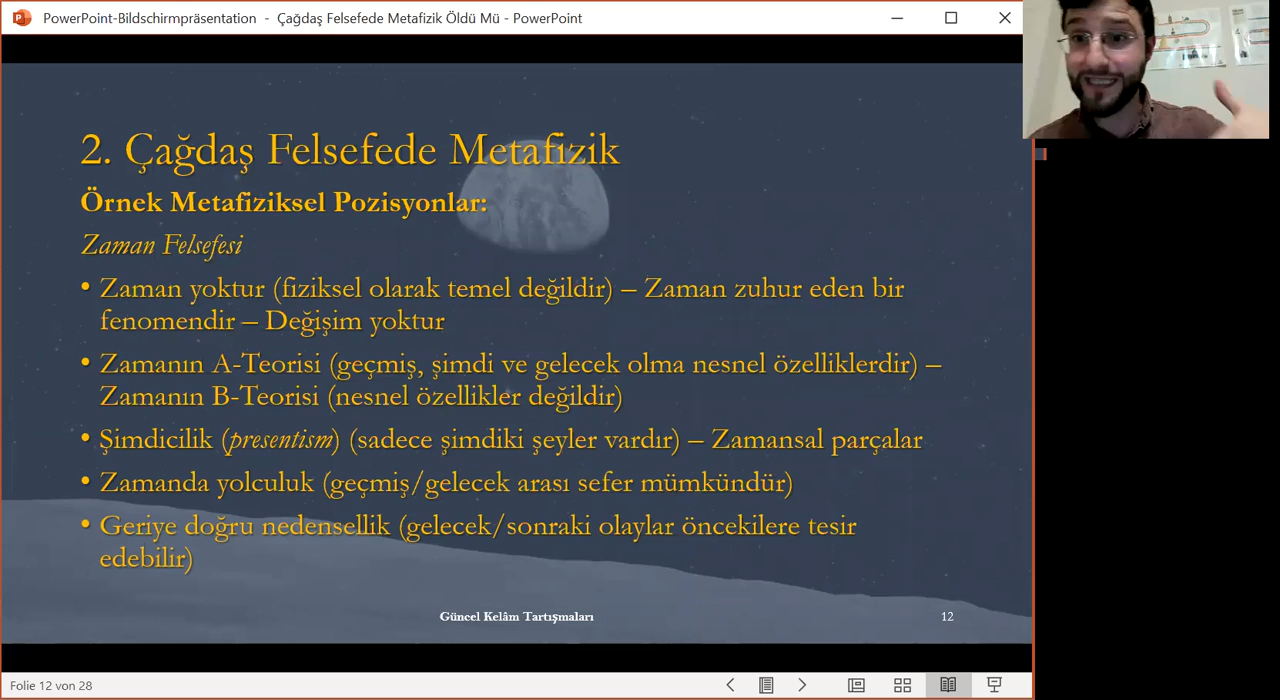 PowerPoint-Bildschirmpräsentation - Çağdaş Felsefede Metafizik Öldü Mü - PowerPoint
2. Çağdaş Felsefede Metafizik
Örnek Metafiziksel Pozisyonlar:
Zaman Felsefesi
• Zaman yoktur (fiziksel olarak temel değildir) – Zaman zuhur eden bir
fenomendir – Değişim yoktur
• Zamanın A-Teorisi (geçmiş, şimdi ve gelecek olma nesnel özelliklerdir) –
Zamanın B-Teorisi (nesnel özellikler değildir)
• Şimdicilik (presentism) (sadece şimdiki şeyler vardır) – Zamansal parçalar
• Zamanda yolculuk (geçmiş/gelecek arası sefer mümkündür)
• Geriye doğru nedensellik (gelecek/sonraki olaylar öncekilere tesir
edebilir)
Güncel Kelâm Tartışmaları
12
Folie 12 von 28